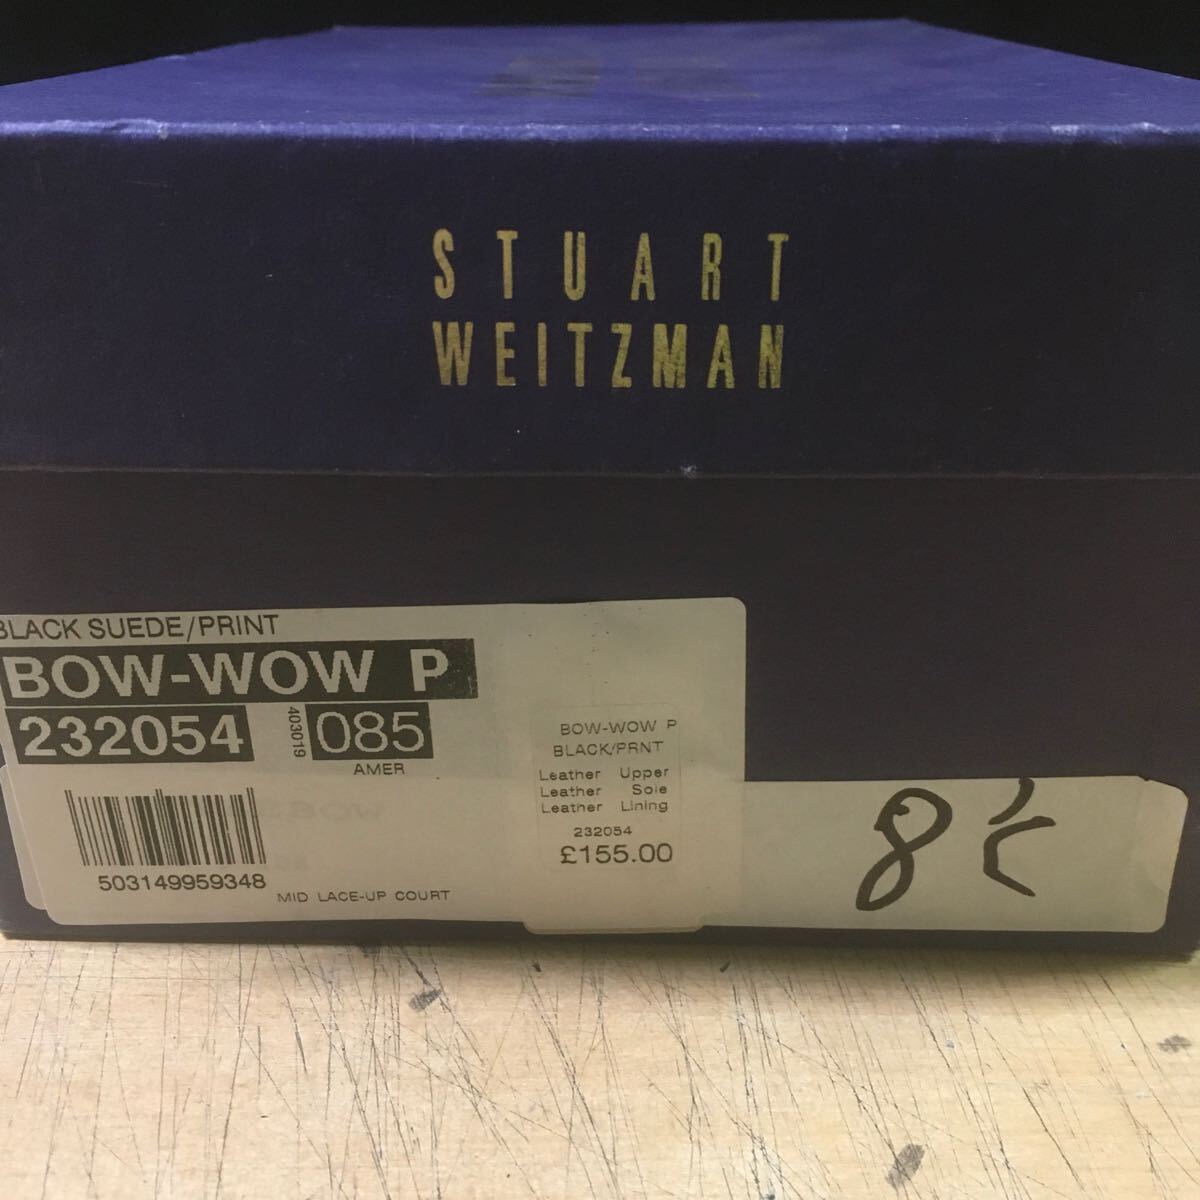 STUART
WEITZMAN
BLACK SUEDE/PRINT
BOW-WOW P
232054
403019
085
AMER
503149959348
MID LACE-UP COURT
BOW-WOW P
BLACK/PRNT
Leather Upper
Leather Sole
Leather Lining
232054
£155.00
8½